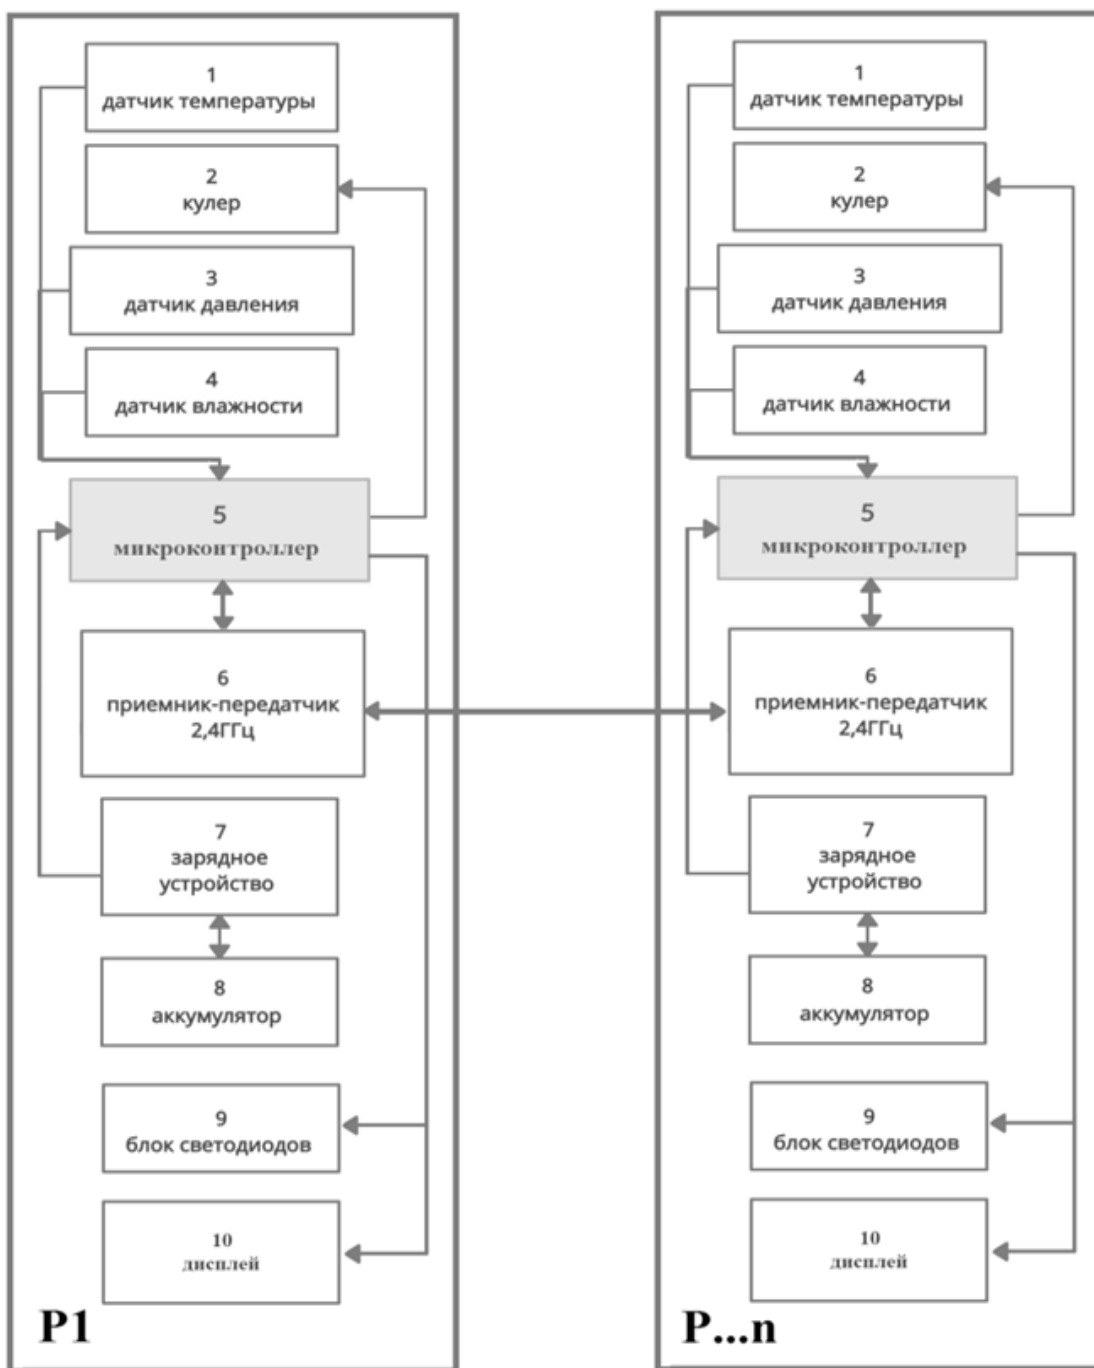 1
датчик температуры
2
кулер
3
датчик давления
4
датчик влажности
5
микроконтроллер
6
приемник-передатчик
2,4ГГц
7
зарядное
устройство
8
аккумулятор
9
блок светодиодов
10
дисплей
P1
1
датчик температуры
2
кулер
3
датчик давления
4
датчик влажности
5
микроконтроллер
6
приемник-передатчик
2,4ГГц
7
зарядное
устройство
8
аккумулятор
9
блок светодиодов
10
дисплей
P...n